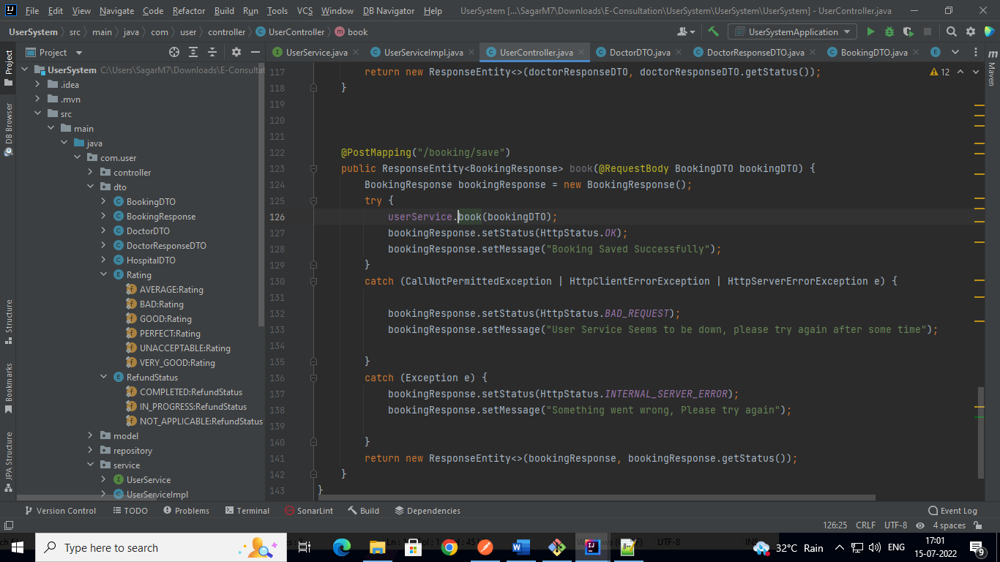 File Edit View Navigate Code Refactor Build Run Tools VCS Window DB Navigator Help UserSystem [...\SagarM7\Downloads\E-Consultation\UserSystem\UserSystem\UserSystem] - UserController.java
UserSystem src main java com user controller UserController book UserSystemApplication
Project
UserService.java UserServiceImpl.java UserController.java DoctorDTO.java DoctorResponseDTO.java BookingDTO.java
Project
DB Browser
Structure
Bookmarks
JPA Structure
Maven
UserSystem C:\Users\SagarM7\Downloads\E-Consultat
.idea
.mvn
src
main
java
com.user
controller
dto
BookingDTO
BookingResponse
DoctorDTO
DoctorResponseDTO
HospitalDTO
Rating
AVERAGE:Rating
BAD:Rating
GOOD:Rating
PERFECT:Rating
UNACCEPTABLE:Rating
VERY_GOOD:Rating
RefundStatus
COMPLETED:RefundStatus
IN_PROGRESS:RefundStatus
NOT_APPLICABLE:RefundStatus
model
repository
service
UserService
UserServiceImpl
12
117 return new ResponseEntity<>(doctorResponseDTO, doctorResponseDTO.getStatus());
118 }
119
120
121
122 @PostMapping("/booking/save")
123 public ResponseEntity<BookingResponse> book(@RequestBody BookingDTO bookingDTO) {
124 BookingResponse bookingResponse = new BookingResponse();
125 try {
126 userService.book(bookingDTO);
127 bookingResponse.setStatus(HttpStatus.OK);
128 bookingResponse.setMessage("Booking Saved Successfully");
129 }
130 catch (CallNotPermittedException | HttpClientErrorException | HttpServerErrorException e) {
131
132 bookingResponse.setStatus(HttpStatus.BAD_REQUEST);
133 bookingResponse.setMessage("User Service Seems to be down, please try again after some time");
134
135 }
136 catch (Exception e) {
137 bookingResponse.setStatus(HttpStatus.INTERNAL_SERVER_ERROR);
138 bookingResponse.setMessage("Something went wrong, Please try again");
139
140 }
141 return new ResponseEntity<>(bookingResponse, bookingResponse.getStatus());
142 }
143 }
Version Control TODO Problems Terminal SonarLint Build Dependencies Event Log
126:25 CRLF UTF-8 4 spaces
Type here to search
32°C Rain ENG
17:01
15-07-2022
9